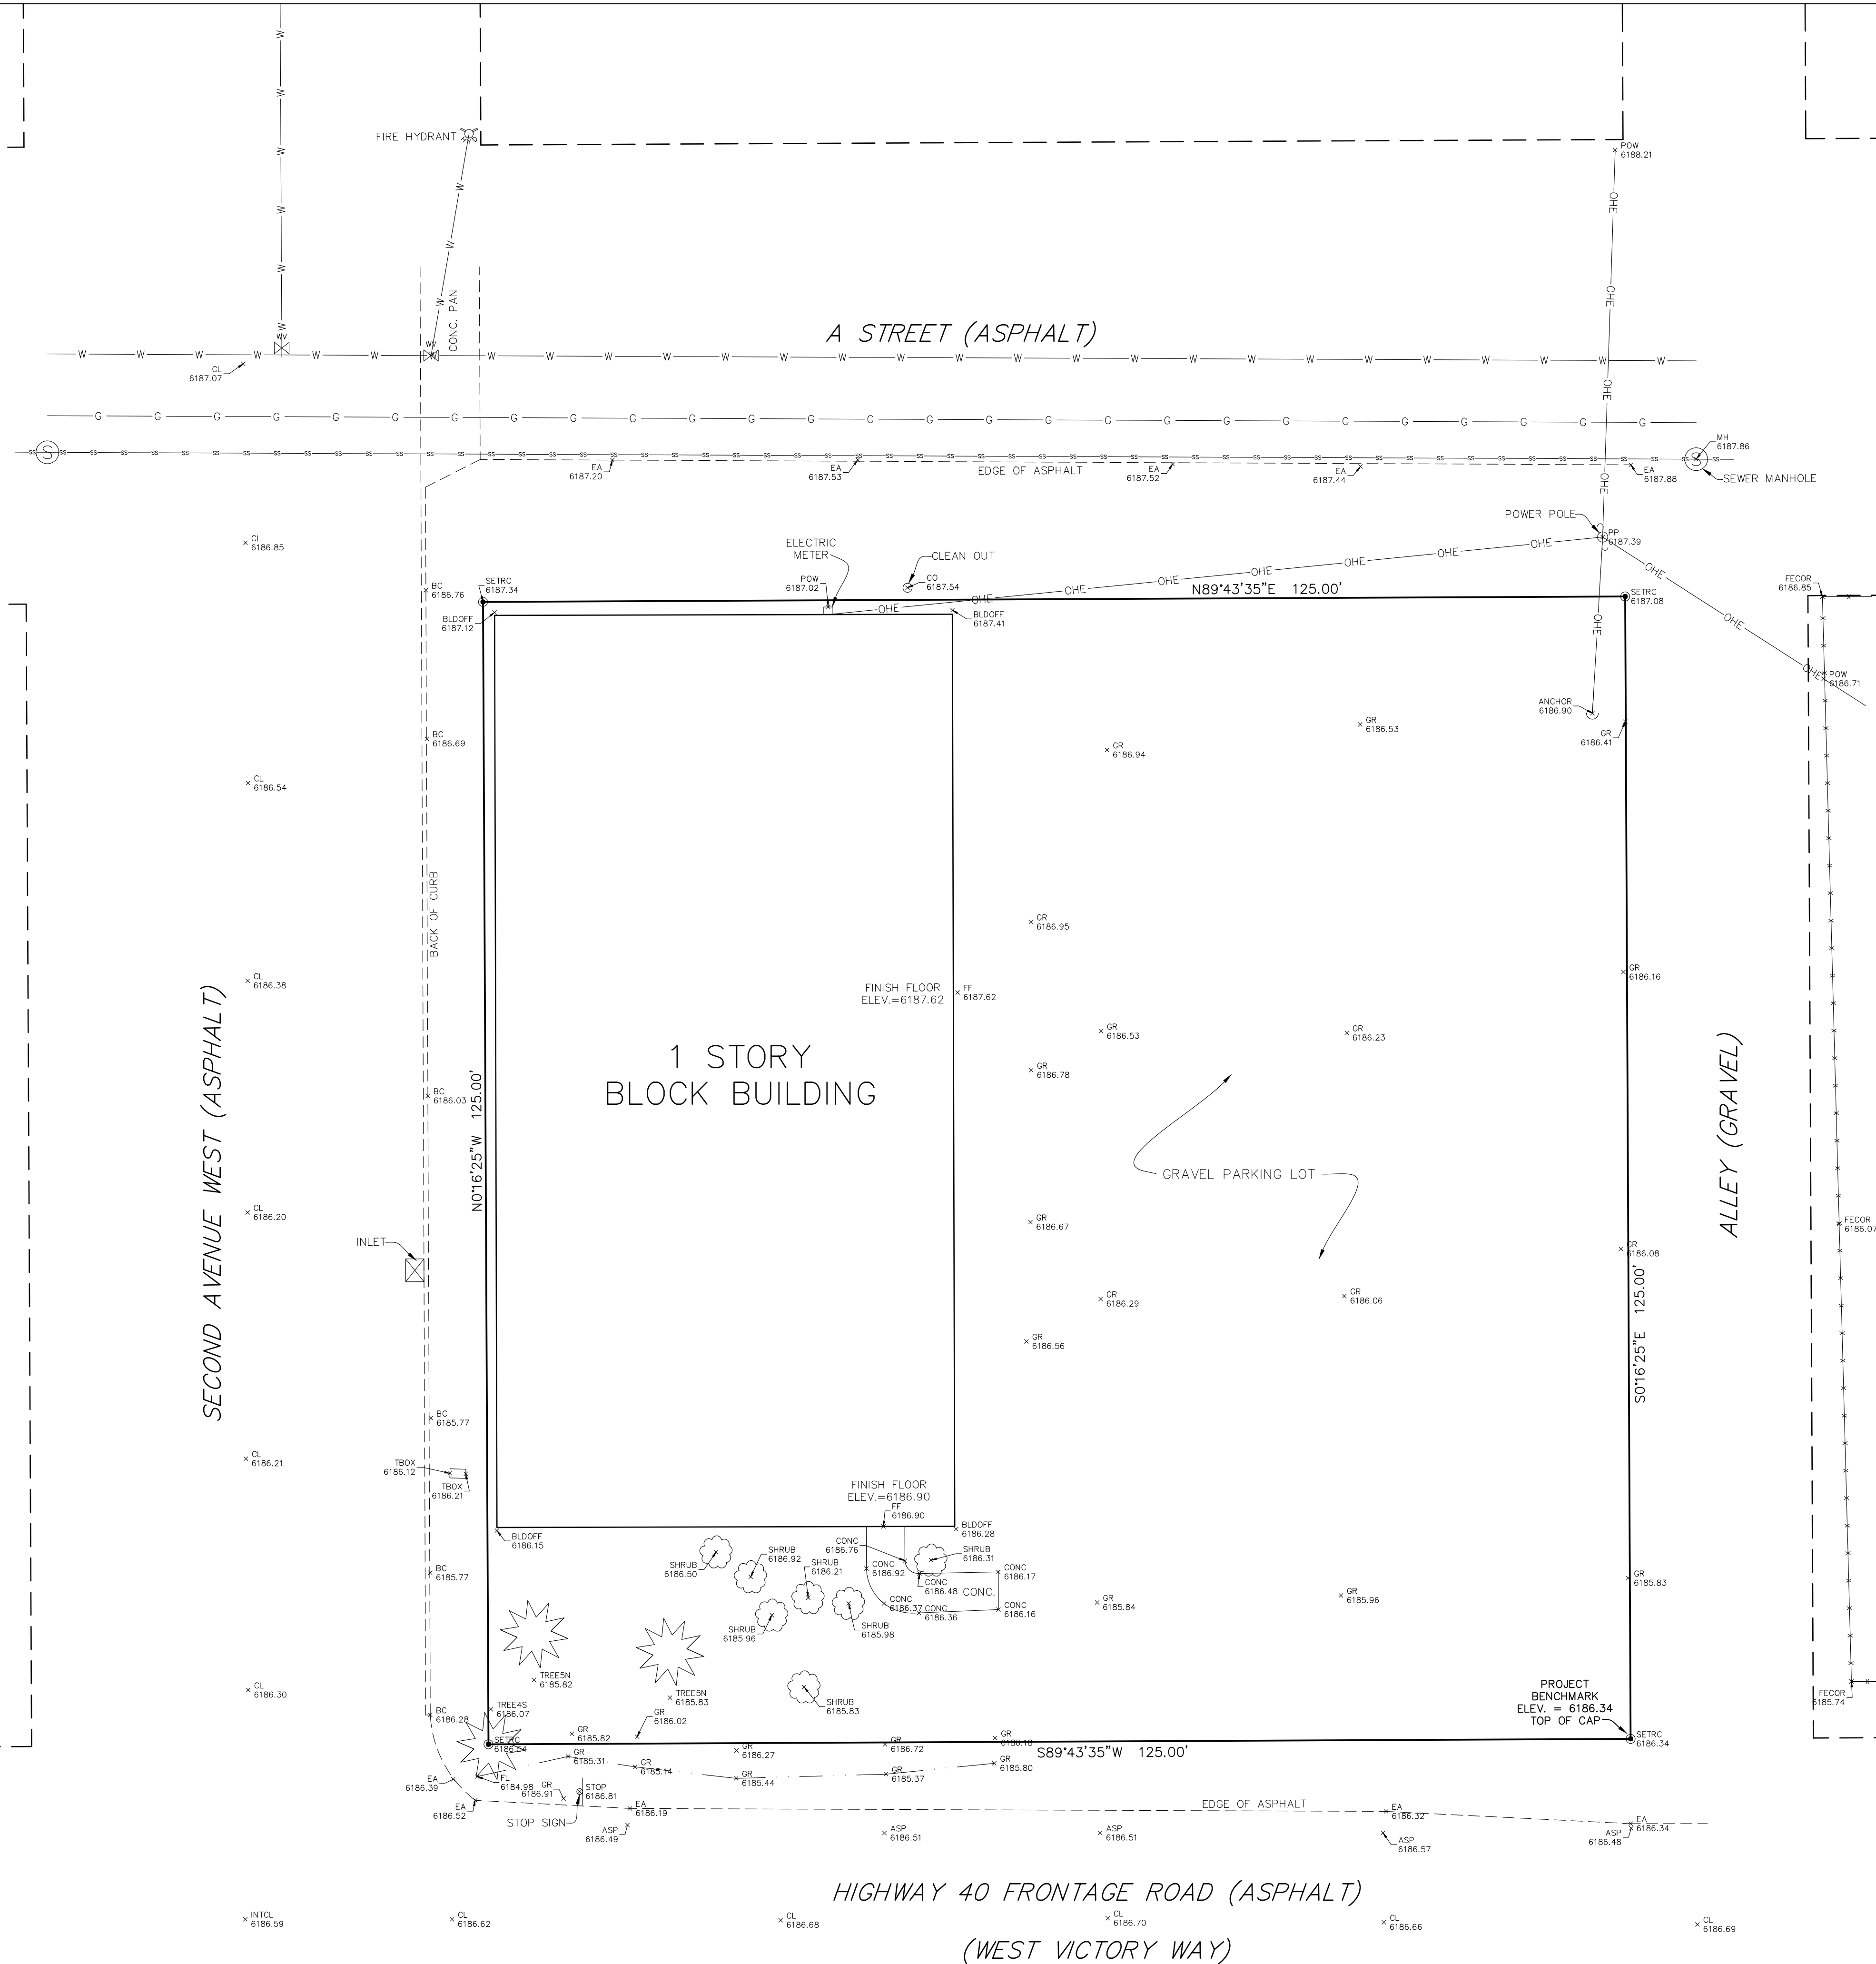 FIRE HYDRANT
POW
6188.21
CONC. PAN
A STREET (ASPHALT)
WV
WV
CL
6187.07
MH
6187.86
SEWER MANHOLE
EA
6187.20
EA
6187.53
EDGE OF ASPHALT
EA
6187.52
EA
6187.44
EA
6187.88
POWER POLE
PP
6187.39
CL
6186.85
ELECTRIC
METER
CLEAN OUT
POW
6187.02
CO
6187.54
BC
6186.76
SETRC
6187.34
N89°43'35"E 125.00'
SETRC
6187.08
FECOR
6186.85
BLDOFF
6187.12
BLDOFF
6187.41
POW
6186.71
ANCHOR
6186.90
GR
6186.53
GR
6186.41
BC
6186.69
GR
6186.94
CL
6186.54
BACK OF CURB
GR
6186.95
CL
6186.38
GR
6186.16
FINISH FLOOR
ELEV.=6187.62
FF
6187.62
SECOND AVENUE WEST (ASPHALT)
1 STORY
BLOCK BUILDING
GR
6186.53
GR
6186.23
GR
6186.78
BC
6186.03
N0°16'25"W 125.00'
ALLEY (GRAVEL)
GRAVEL PARKING LOT
CL
6186.20
GR
6186.67
FECOR
6186.07
INLET
GR
6186.08
GR
6186.29
GR
6186.06
S0°16'25"E 125.00'
GR
6186.56
BC
6185.77
CL
6186.21
TBOX
6186.12
TBOX
6186.21
FINISH FLOOR
ELEV.=6186.90
FF
6186.90
BLDOFF
6186.15
BLDOFF
6186.28
CONC
6186.76
SHRUB
6186.31
SHRUB
6186.50
SHRUB
6186.92
SHRUB
6186.21
CONC
6186.92
CONC
6186.17
CONC
6186.48
CONC.
BC
6185.77
GR
6185.83
CONC
6186.37
CONC
6186.36
CONC
6186.16
GR
6185.84
GR
6185.96
SHRUB
6185.96
SHRUB
6185.98
TREE5N
6185.82
TREE5N
6185.83
SHRUB
6185.83
CL
6186.30
TREE4S
6186.07
BC
6186.28
PROJECT
BENCHMARK
ELEV. = 6186.34
TOP OF CAP
FECOR
6185.74
GR
6186.02
GR
6185.82
SETRC
6186.54
GR
6186.27
GR
6186.72
GR
6186.18
S89°43'35"W 125.00'
SETRC
6186.34
GR
6185.31
GR
6185.14
GR
6185.44
GR
6185.37
GR
6185.80
EA
6186.39
FL
6184.98
GR
6186.91
STOP
6186.81
EA
6186.52
STOP SIGN
EA
6186.19
EDGE OF ASPHALT
EA
6186.32
EA
6186.34
ASP
6186.49
ASP
6186.51
ASP
6186.51
ASP
6186.57
ASP
6186.48
HIGHWAY 40 FRONTAGE ROAD (ASPHALT)
INTCL
6186.59
CL
6186.62
CL
6186.68
CL
6186.70
CL
6186.66
CL
6186.69
(WEST VICTORY WAY)